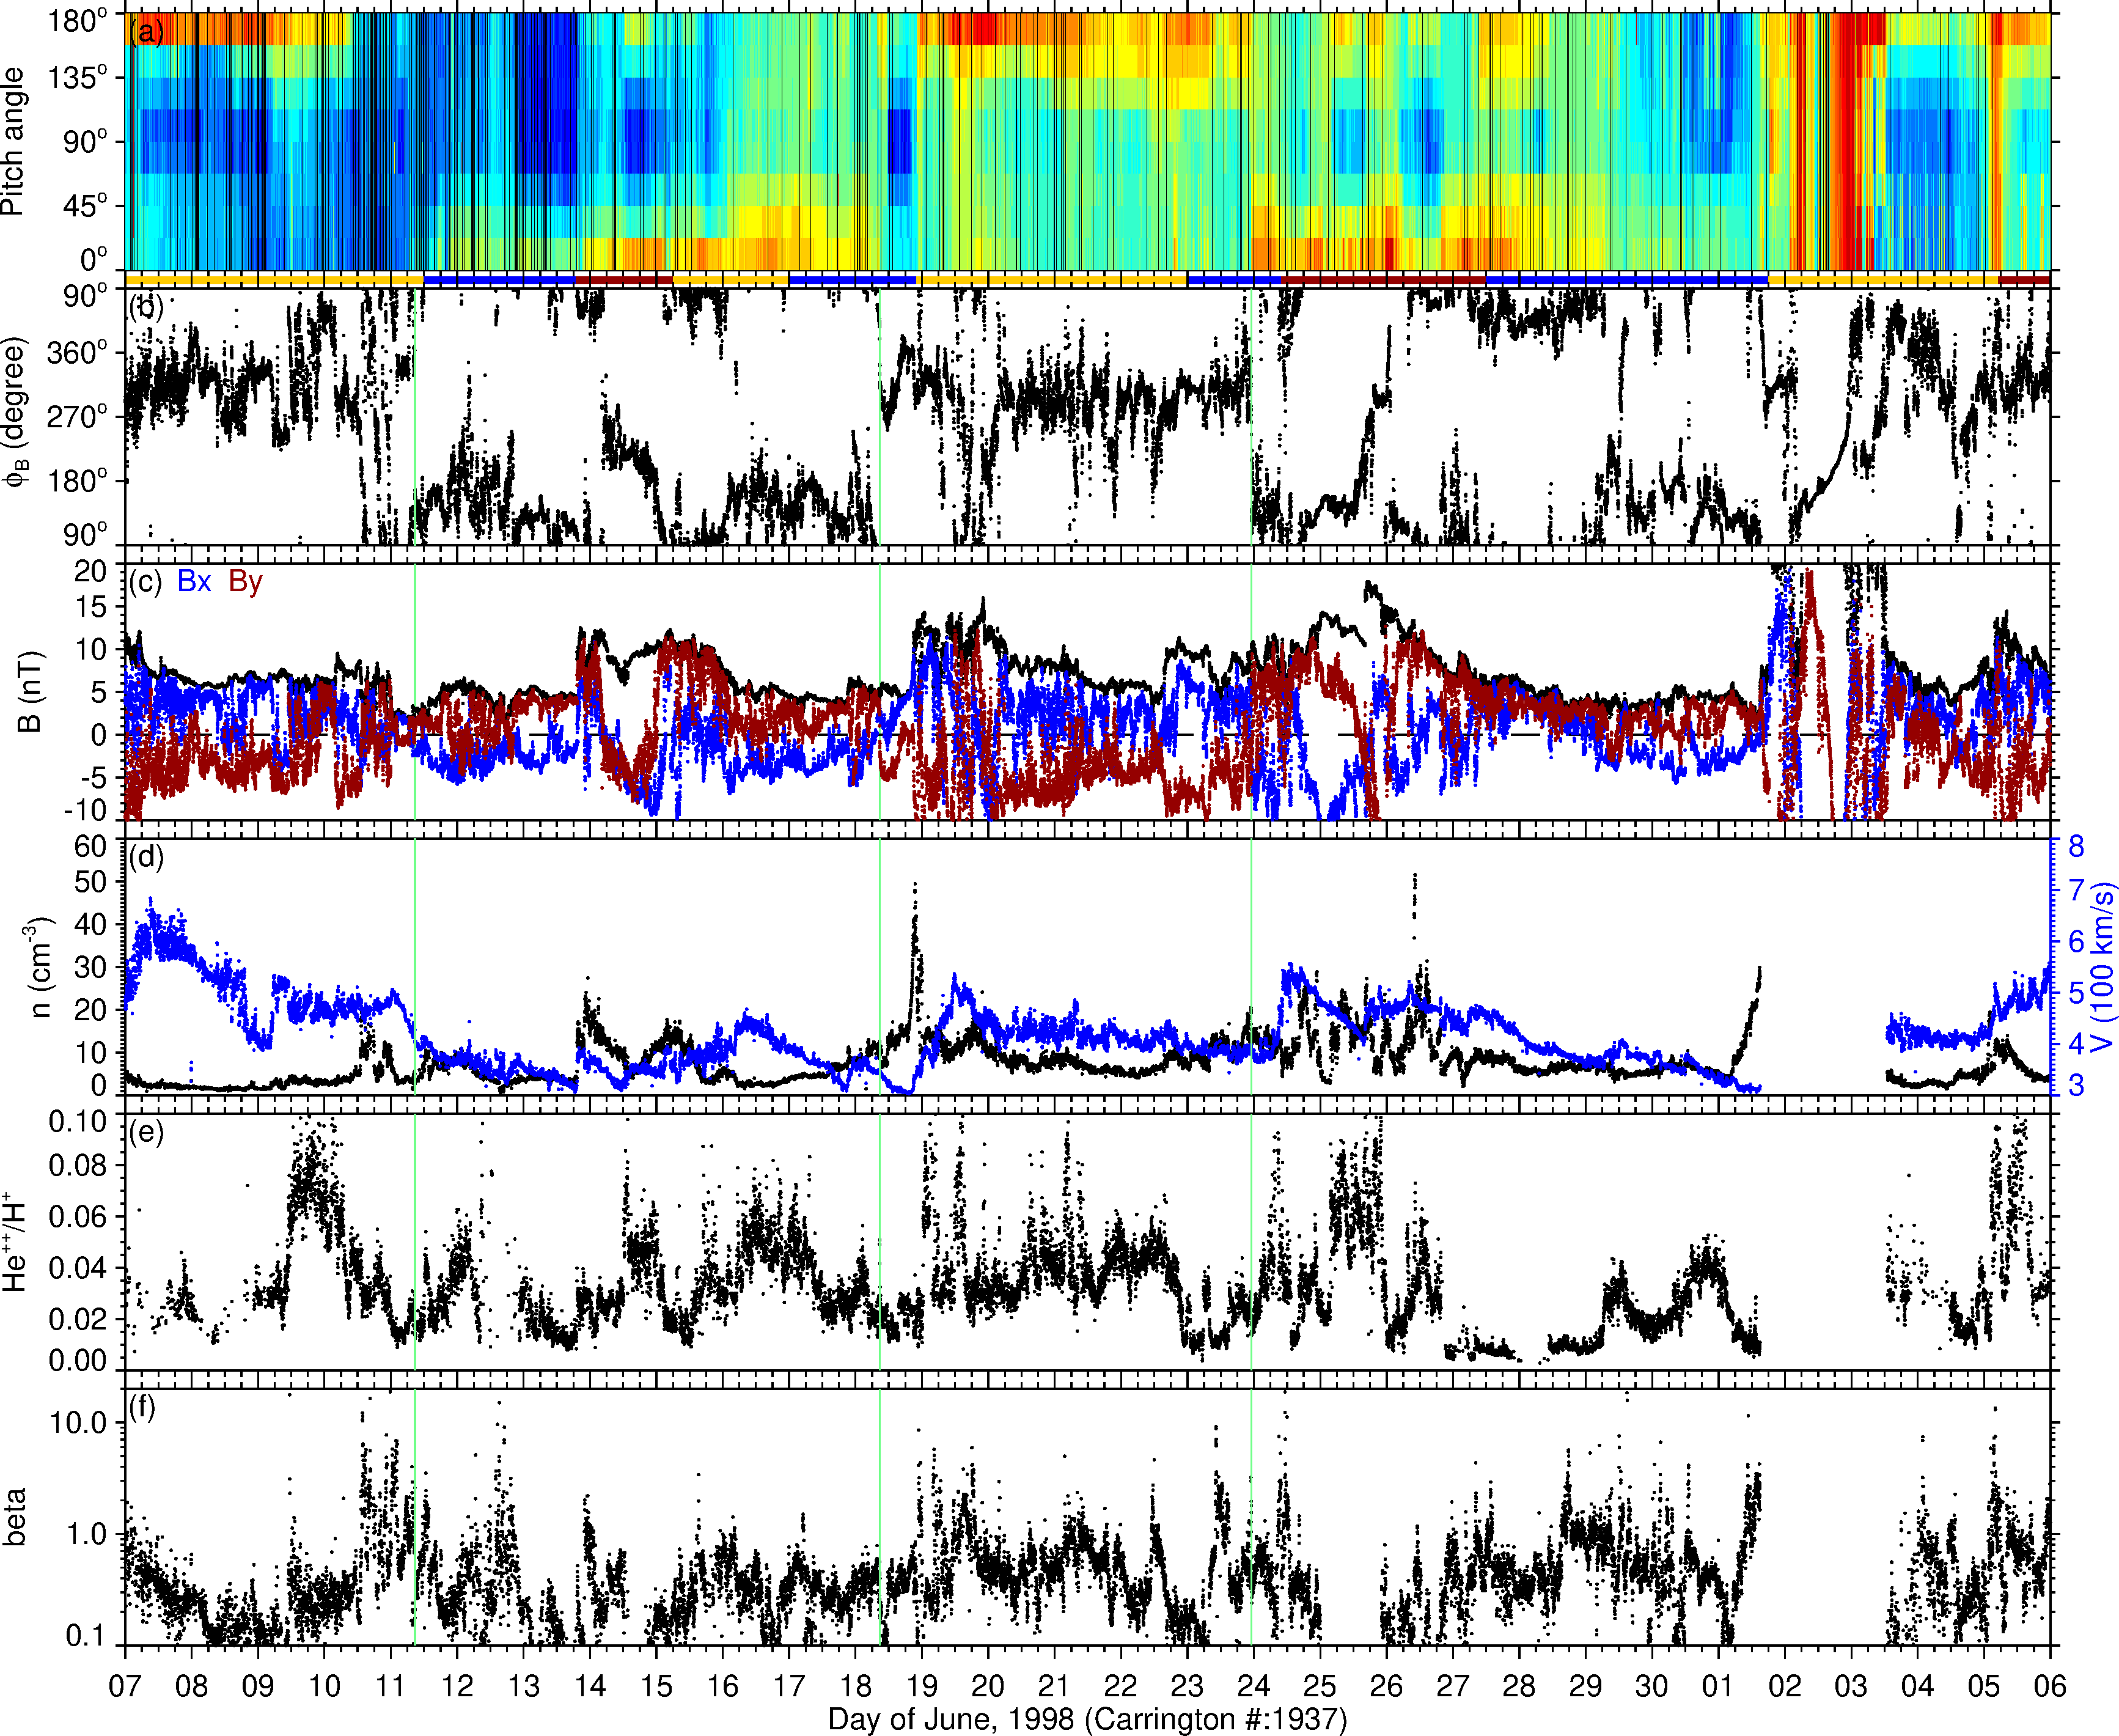 (a)
180°
135°
90°
45°
0°
Pitch angle
(b)
90°
360°
270°
180°
90°
ϕB (degree)
(c) Bx By
20
15
10
5
0
-5
-10
B (nT)
(d)
60
50
40
30
20
10
0
n (cm-3)
8
7
6
5
4
3
V (100 km/s)
(e)
0.10
0.08
0.06
0.04
0.02
0.00
He++/H+
(f)
10.0
1.0
0.1
beta
07 08 09 10 11 12 13 14 15 16 17 18 19 20 21 22 23 24 25 26 27 28 29 30 01 02 03 04 05 06
Day of June, 1998 (Carrington #:1937)